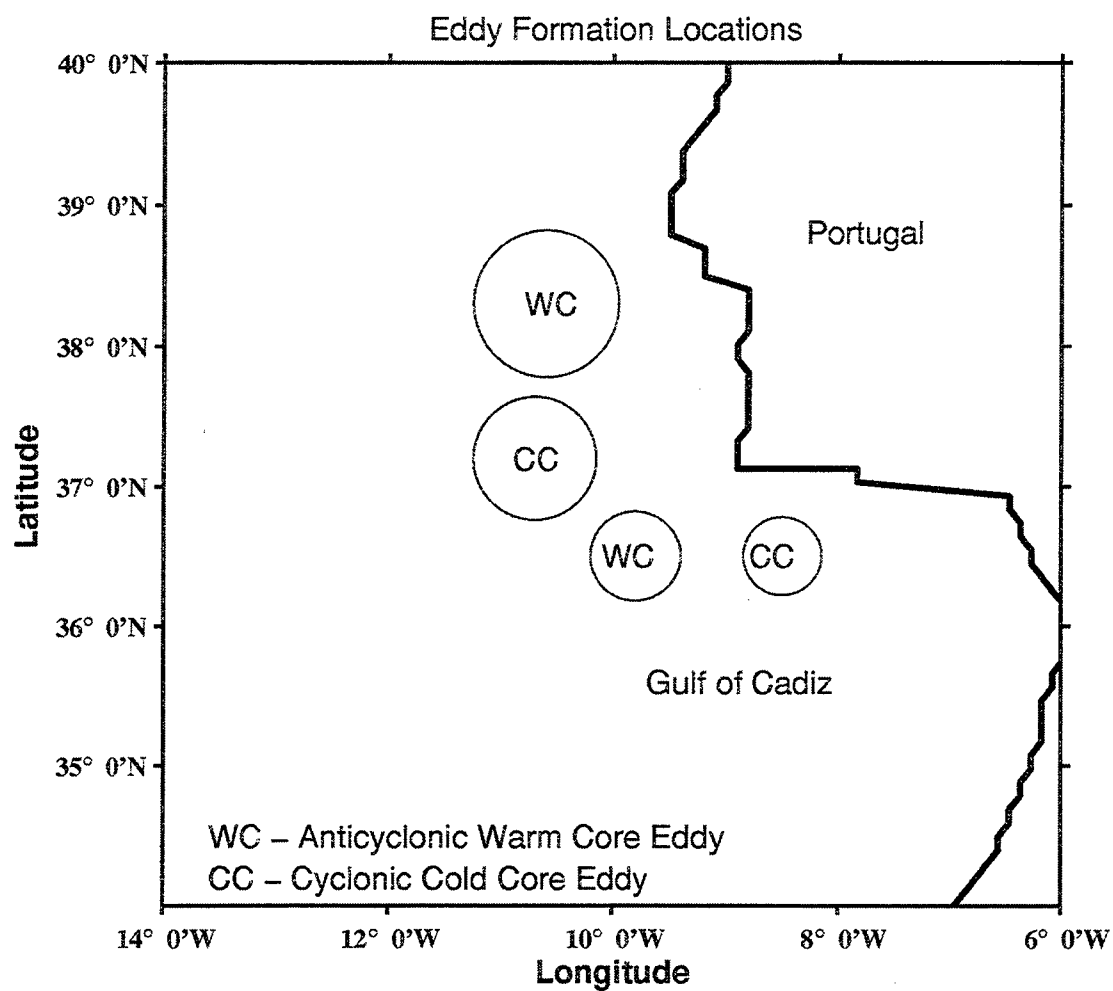 Eddy Formation Locations
40° 0'N
39° 0'N
Portugal
WC
38° 0'N
CC
37° 0'N
WC
CC
36° 0'N
Gulf of Cadiz
35° 0'N
WC – Anticyclonic Warm Core Eddy
CC – Cyclonic Cold Core Eddy
14° 0'W
12° 0'W
10° 0'W
8° 0'W
6° 0'W
Longitude
Latitude